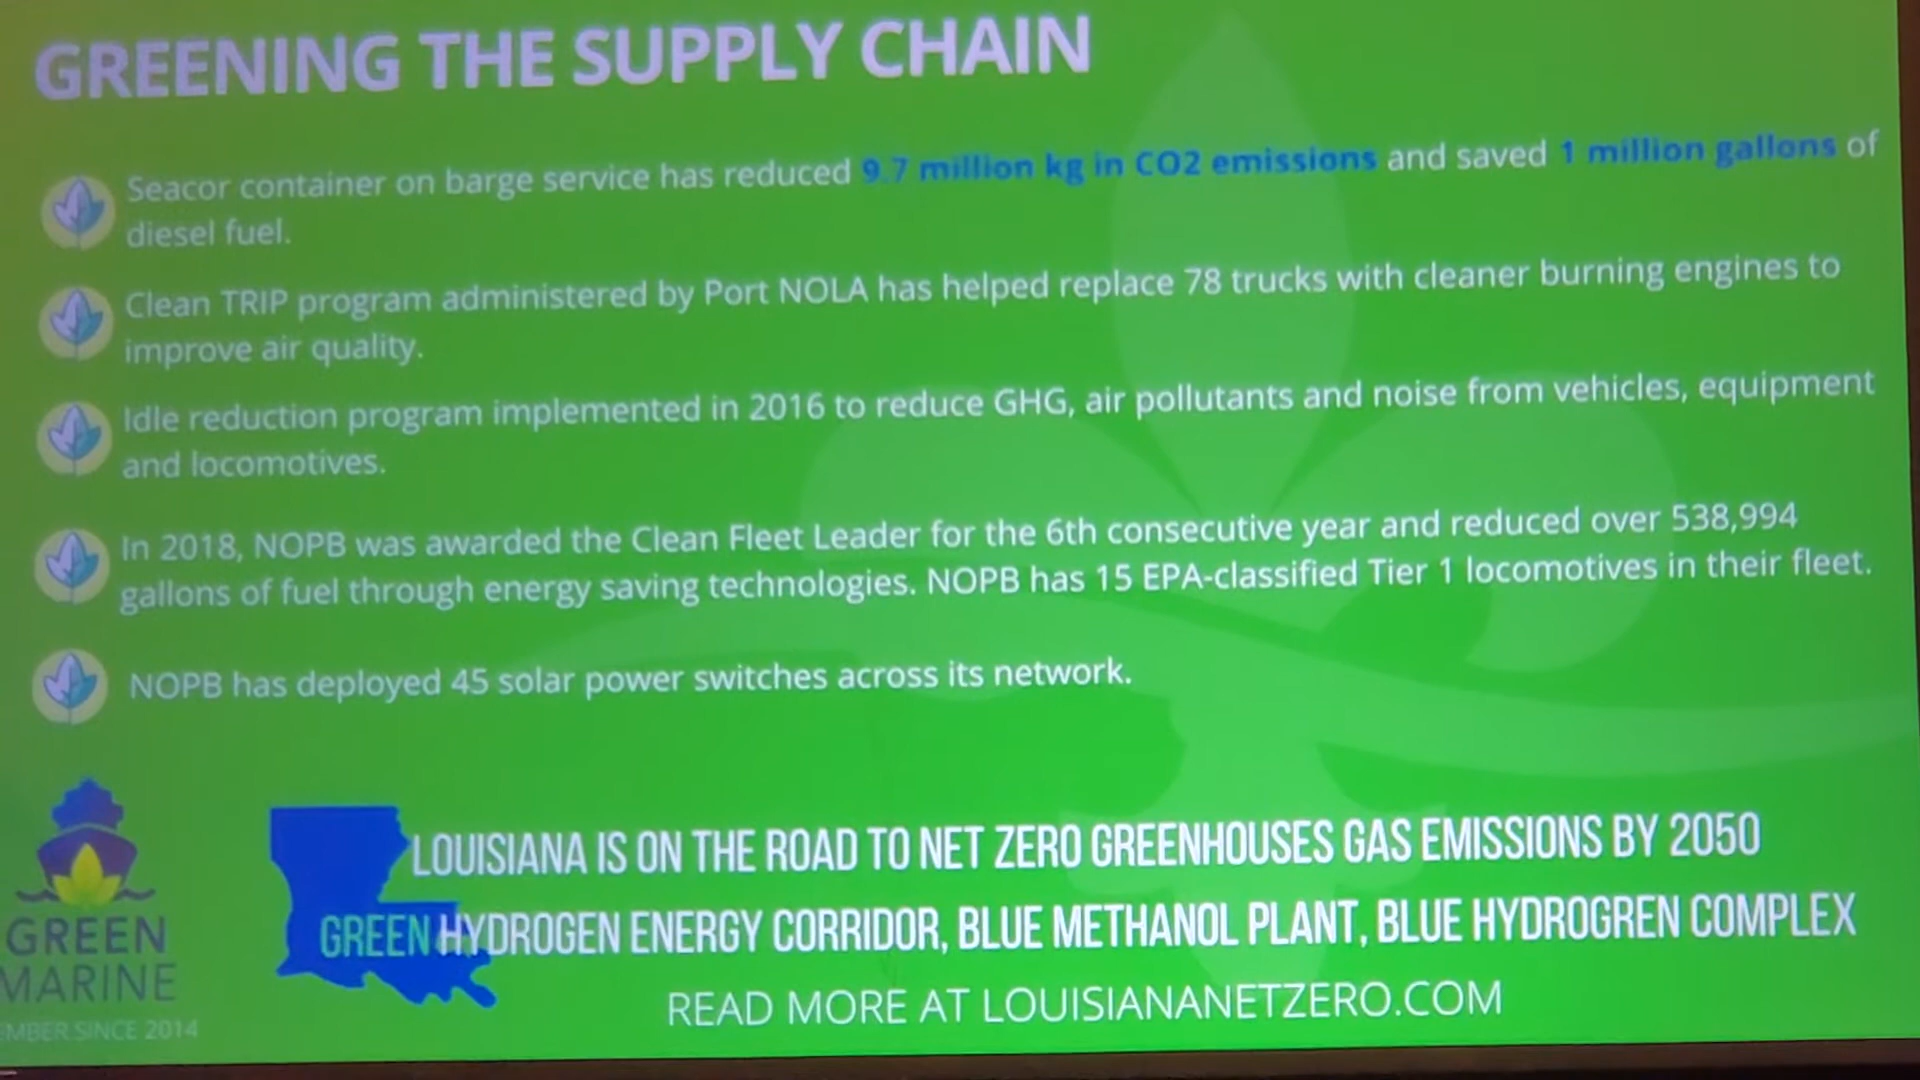 GREENING THE SUPPLY CHAIN
Seacor container on barge service has reduced 9.7 million kg in CO2 emissions and saved 1 million gallons of
diesel fuel.
Clean TRIP program administered by Port NOLA has helped replace 78 trucks with cleaner burning engines to
improve air quality.
Idle reduction program implemented in 2016 to reduce GHG, air pollutants and noise from vehicles, equipment
and locomotives.
In 2018, NOPB was awarded the Clean Fleet Leader for the 6th consecutive year and reduced over 538,994
gallons of fuel through energy saving technologies. NOPB has 15 EPA-classified Tier 1 locomotives in their fleet.
NOPB has deployed 45 solar power switches across its network.
GREEN
MARINE
EMBER SINCE 2014
LOUISIANA IS ON THE ROAD TO NET ZERO GREENHOUSES GAS EMISSIONS BY 2050
GREEN HYDROGEN ENERGY CORRIDOR, BLUE METHANOL PLANT, BLUE HYDROGREN COMPLEX
READ MORE AT LOUISIANANETZERO.COM